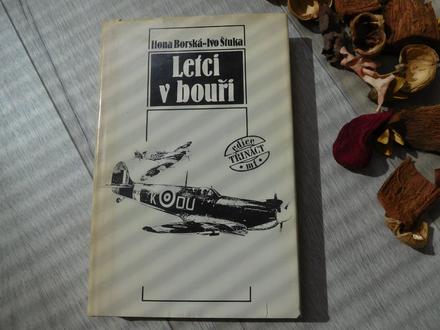 Ilona Borská-Ivo Štuka
Letci
v bouři
edice
TŘINÁCT
mf
K DU